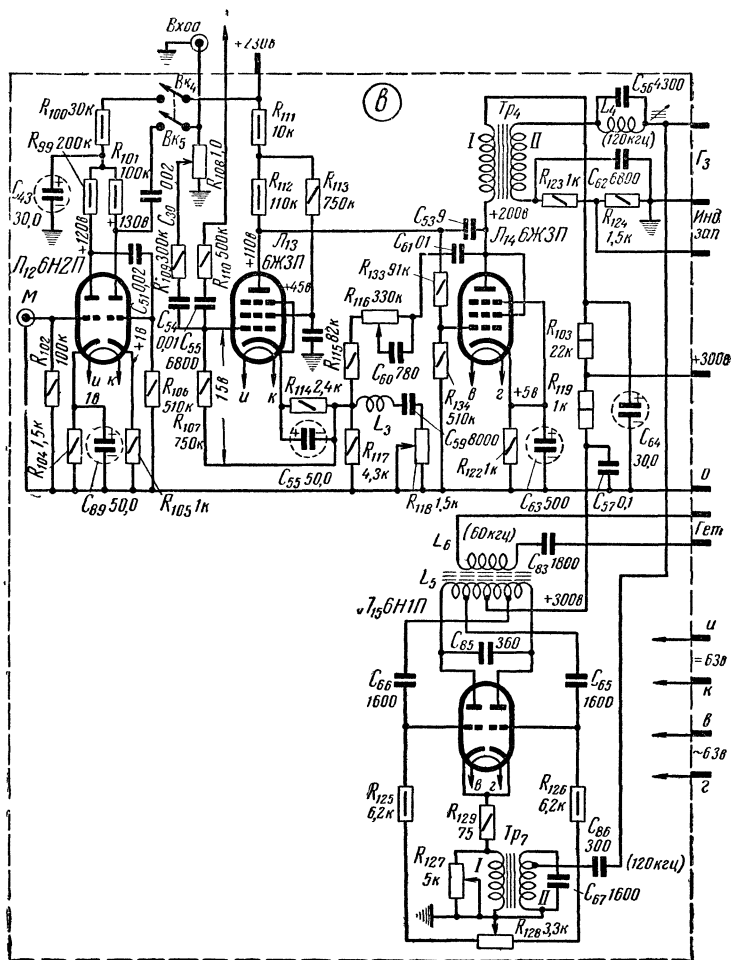 Вход
+230в
в
Вк4
R100 30к
Вк5
R111
10к
R99 200к
R101
100к
002
C39
R108 1,0
R112
110к
R113
750к
C43
30,0
+120в
+130в
R109 300к
R110 500к
+110в
Л13
6Ж3П
Л12 6Н2П
C51 002
+45в
М
R102
100к
+1в
C54
0,01
C55
6800
и к
1в
R106
510к
15в
и
к
R107
750к
R104 1,5к
C89 50,0
R105 1к
R114 2,4к
C55 50,0
R115 82к
R116 330к
C60 780
L3
R117
4,3к
C59 8000
R118 1,5к
Тр4
I
II
C56 4300
L4
(120кгц)
C62 6800
Гз
R123 1к
R124
1,5к
Инд.
зап
+200в
C53 9
C61 01
Л14 6Ж3П
R133 91к
R134
510к
в
г
+5в
R122 1к
C63 500
R103
22к
R119
1к
C64
30,0
C57 0,1
+300в
0
Гет
L6
(60кгц)
C83 1800
L5
+300в
Л15 6Н1П
C85
360
C66
1600
C65
1600
и
=63в
к
в
~63в
г
в г
R125
6,2к
R126
6,2к
R129
75
Тр7
C86
300
(120кгц)
R127
5к
I
II
C67 1600
R128 3,3к